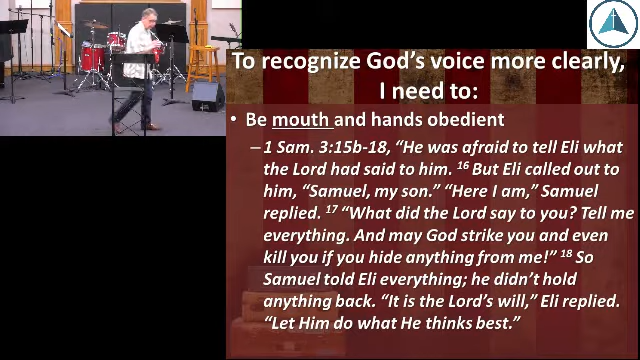 To recognize God's voice more clearly,
I need to:
• Be mouth and hands obedient
– 1 Sam. 3:15b-18, “He was afraid to tell Eli what
the Lord had said to him. 16 But Eli called out to
him, “Samuel, my son.” “Here I am,” Samuel
replied. 17 “What did the Lord say to you? Tell me
everything. And may God strike you and even
kill you if you hide anything from me!” 18 So
Samuel told Eli everything; he didn't hold
anything back. “It is the Lord's will,” Eli replied.
“Let Him do what He thinks best.”